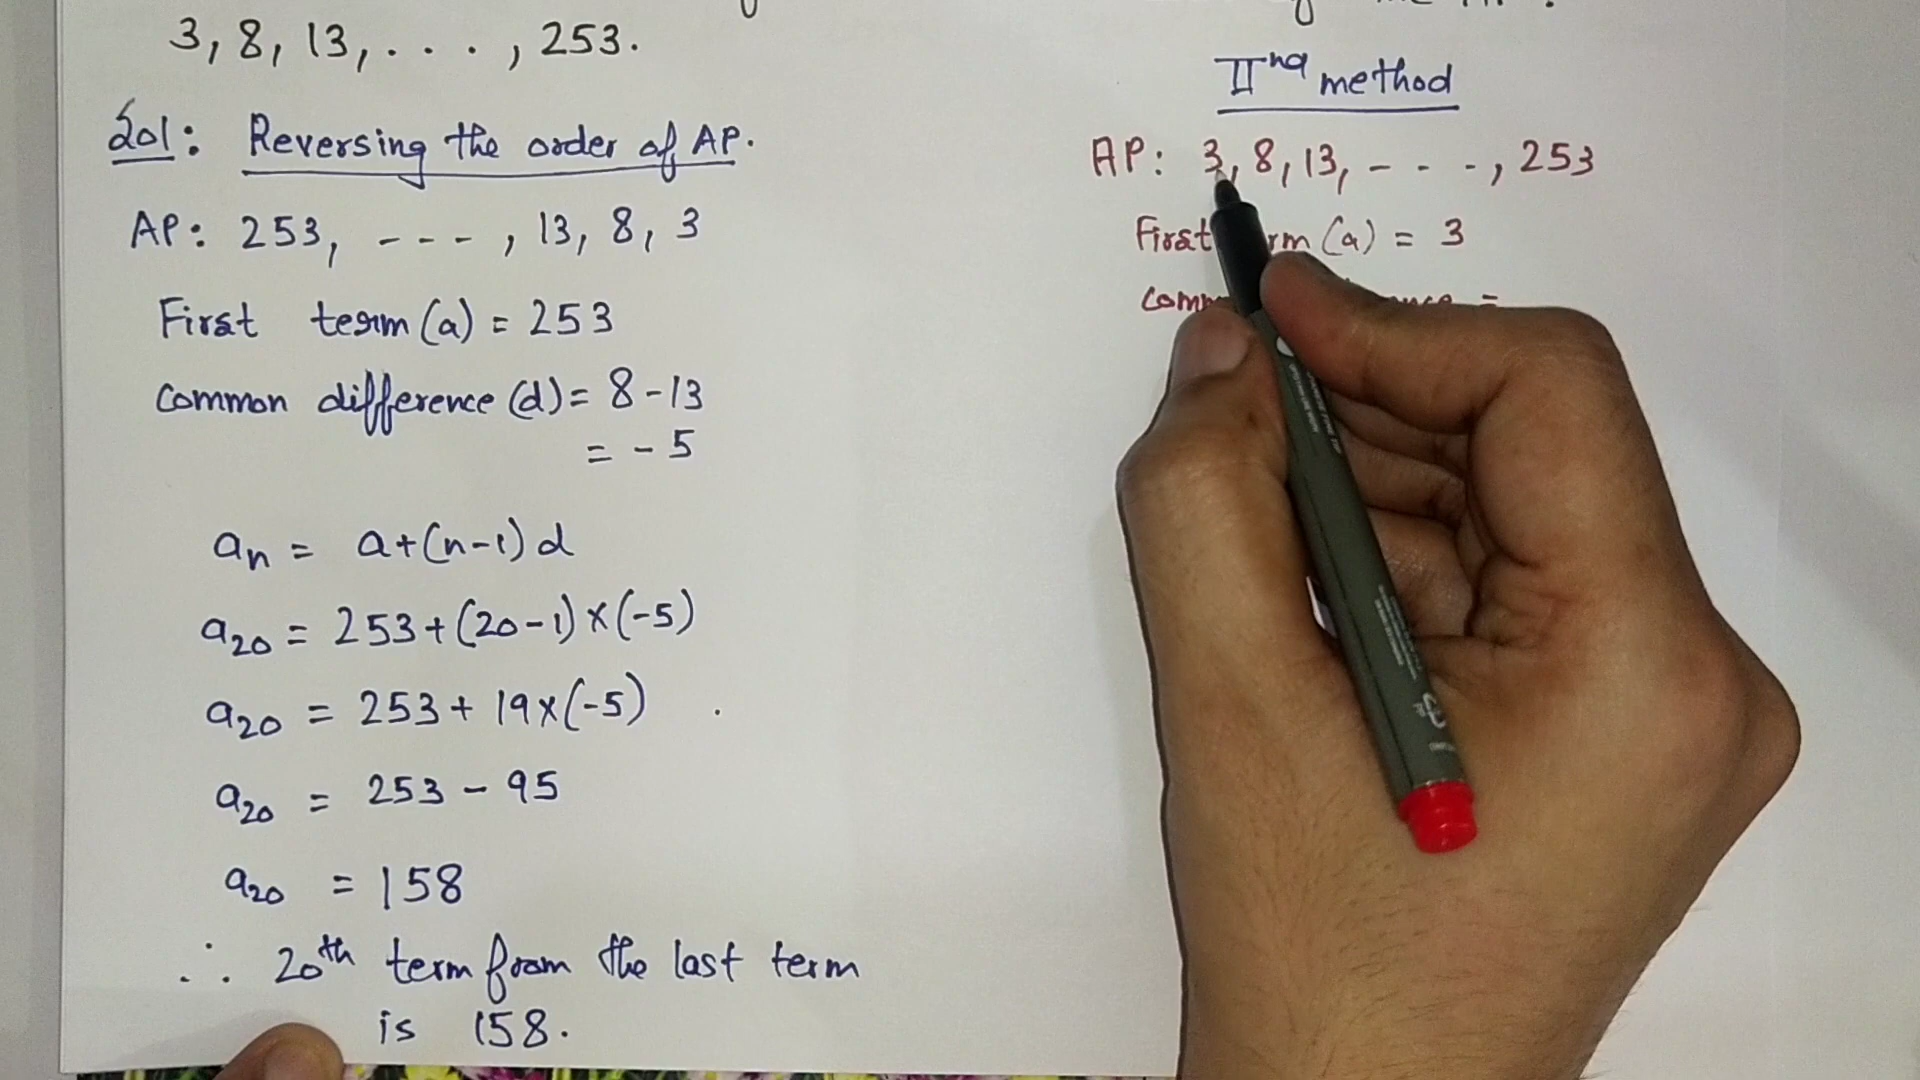 3, 8, 13, . . . , 253.
Sol: Reversing the order of AP.
AP: 253, - - - , 13, 8, 3
First term (a) = 253
Common difference (d) = 8 - 13
= - 5
an = a+(n-1) d
a20 = 253+(20-1)×(-5)
a20 = 253+ 19×(-5)
a20 = 253 - 95
a20 = 158
∴ 20th term from the last term
is 158.
IInd method
AP: 3, 8, 13, - - - , 253
First (a) = 3
=